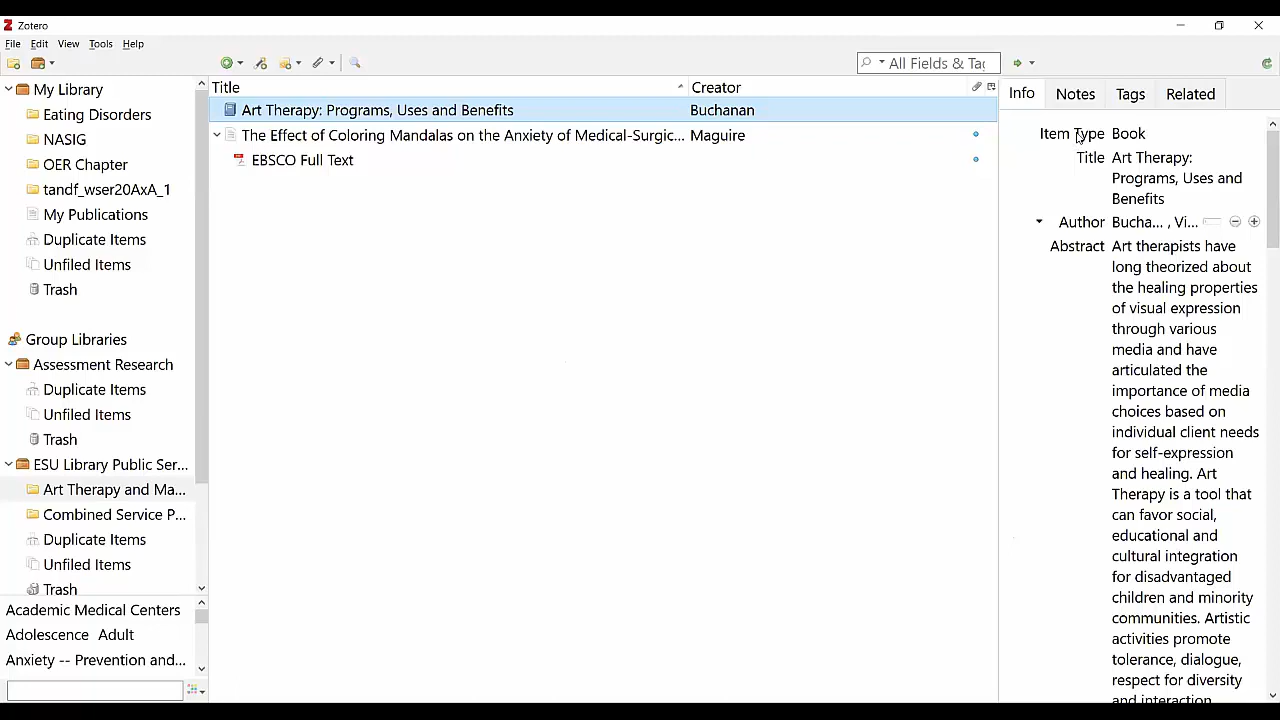 Zotero
File Edit View Tools Help
All Fields & Tag
My Library
Eating Disorders
NASIG
OER Chapter
tandf_wser20AxA_1
My Publications
Duplicate Items
Unfiled Items
Trash
Group Libraries
Assessment Research
Duplicate Items
Unfiled Items
Trash
ESU Library Public Ser...
Art Therapy and Ma...
Combined Service P...
Duplicate Items
Unfiled Items
Trash
Academic Medical Centers
Adolescence Adult
Anxiety -- Prevention and...
Title Creator
Art Therapy: Programs, Uses and Benefits Buchanan
The Effect of Coloring Mandalas on the Anxiety of Medical-Surgic... Maguire
EBSCO Full Text
Info Notes Tags Related
Item Type Book
Title Art Therapy:
Programs, Uses and
Benefits
Author Bucha... , Vi...
Abstract Art therapists have
long theorized about
the healing properties
of visual expression
through various
media and have
articulated the
importance of media
choices based on
individual client needs
for self-expression
and healing. Art
Therapy is a tool that
can favor social,
educational and
cultural integration
for disadvantaged
children and minority
communities. Artistic
activities promote
tolerance, dialogue,
respect for diversity
and interaction